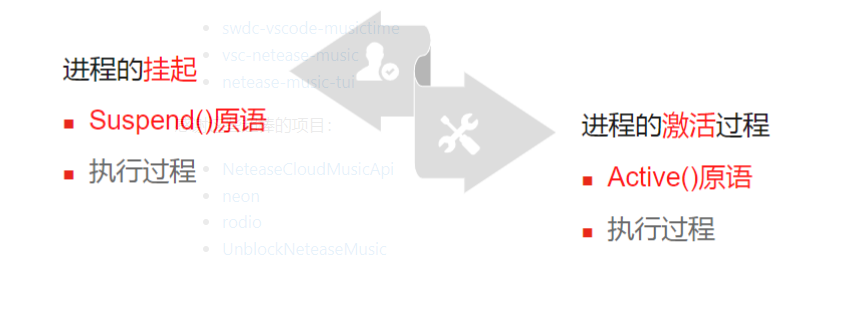 swdc-vscode-musictime
vsc-netease-music
netease-music-tui
进程的挂起
Suspend()原语
执行过程
的项目：
NeteaseCloudMusicApi
neon
rodio
UnblockNeteaseMusic
进程的激活过程
Active()原语
执行过程